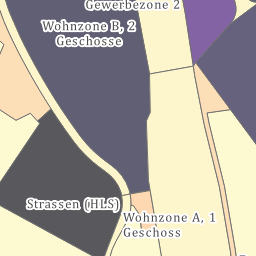 Gewerbezone 2
Wohnzone B, 2
Geschosse
Strassen (HLS)
Wohnzone A, 1
Geschoss